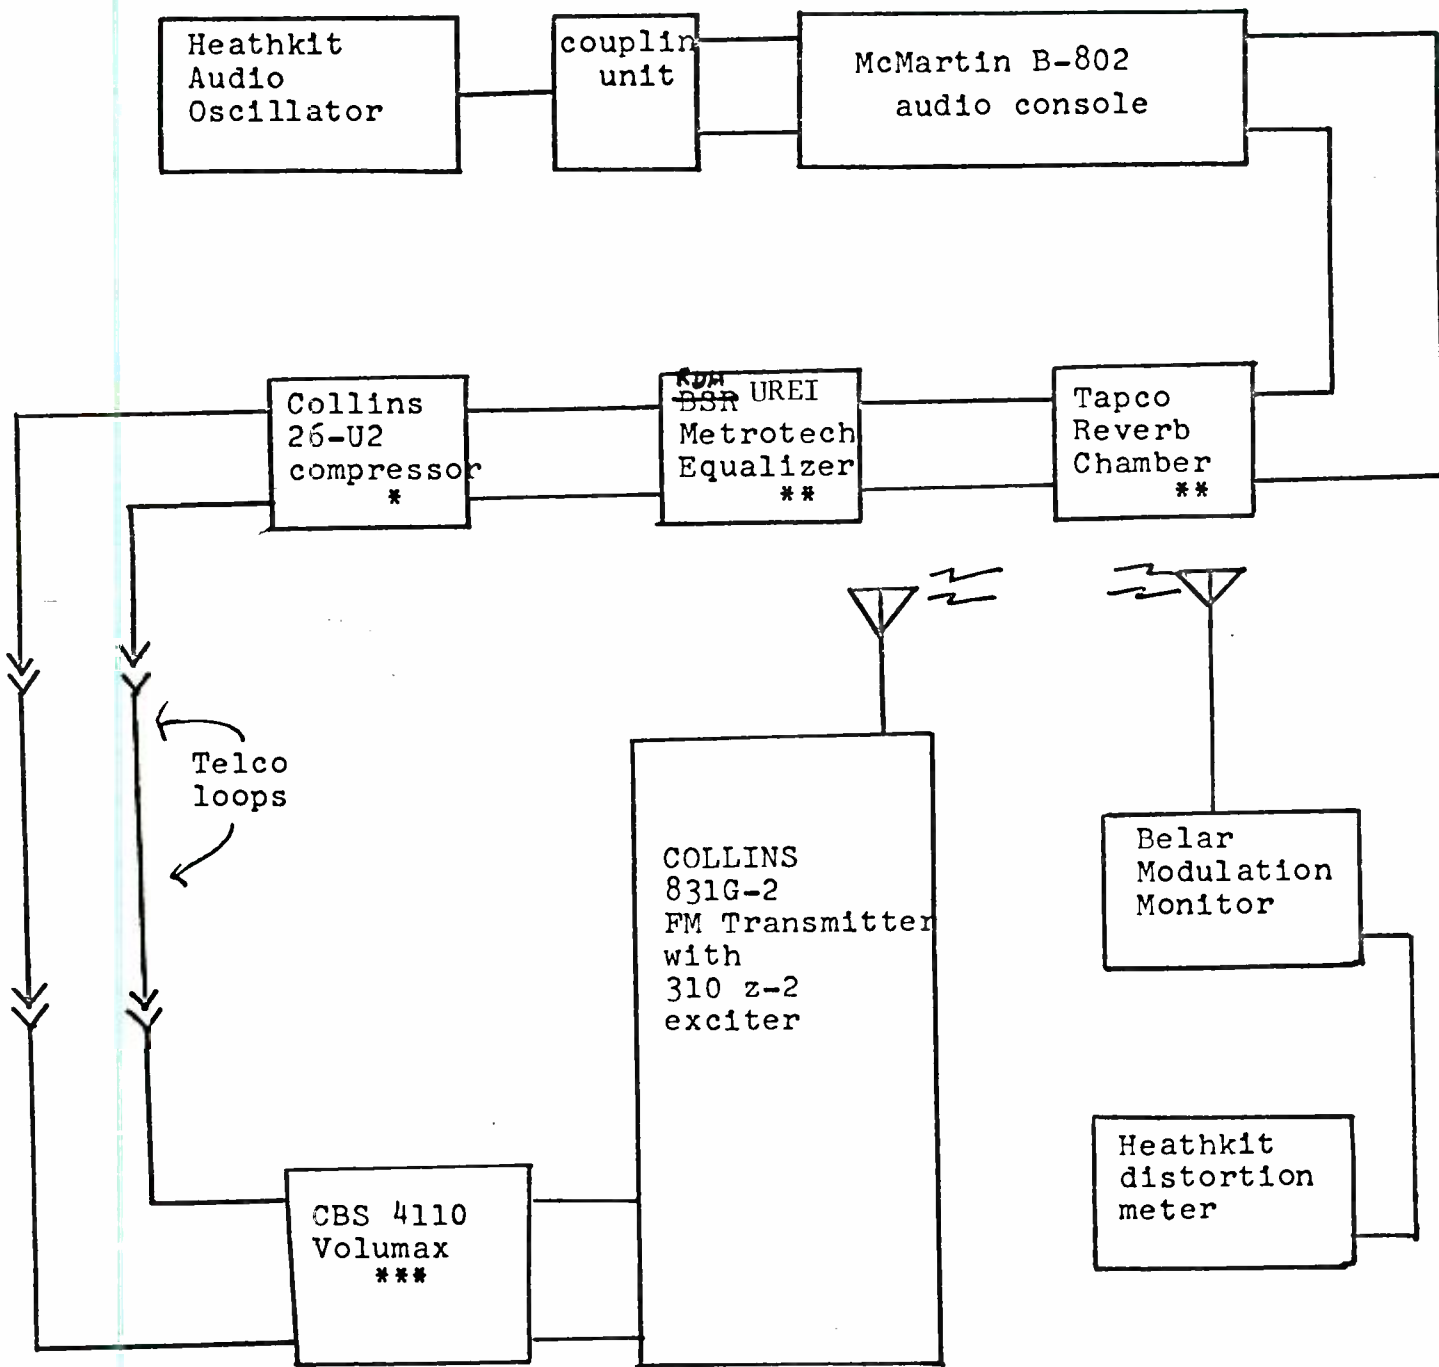 Heathkit
Audio
Oscillator
couplin
unit
McMartin B-802
audio console
Collins
26-U2
compressor
*
BSR UREI
Metrotech
Equalizer
**
Tapco
Reverb
Chamber
**
Telco
loops
COLLINS
831G-2
FM Transmitter
with
310 z-2
exciter
Belar
Modulation
Monitor
CBS 4110
Volumax
***
Heathkit
distortion
meter